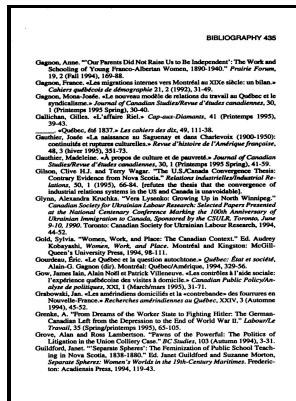 BIBLIOGRAPHY 435
Gagnon, Anne. "'Our Parents Did Not Raise Us to Be Independent': The Work and
Schooling of Young Franco-Albertan Women, 1890-1940." Prairie Forum,
19, 2 (Fall 1994), 169-88.
Gagnon, France. «Les migrations internes vers Montréal au XIXe siècle: un bilan.»
Cahiers québécois de démographie 21, 2 (1992), 31-49.
Gagnon, Mona-Josée. «Le nouveau modèle de relations du travail au Québec et le
syndicalisme.» Journal of Canadian Studies/Revue d'études canadiennes, 30,
1 (Printemps 1995), 30-40.
Gallichan, Gilles. «L'affaire Riel.» Cap-aux-Diamants, 41 (Printemps 1995),
39-43.
«Québec, été 1837.» Les cahiers des dix, 49, 111-38.
Gauthier, Josée «La naissance au Saguenay et dans Charlevoix (1900-1950):
continuités et ruptures culturelles.» Revue d'histoire de l'Amérique française,
48, 3 (hiver 1995), 351-73.
Gauthier, Madeleine. «À propos de culture et de pauvreté.» Journal of Canadian
Studies/Revue d'études canadiennes, 30, 1 (Printemps 1995 Spring), 41-59.
Gilson, Clive H.J. and Terry Wagar. "The U.S./Canada Convergence Thesis:
Contrary Evidence from Nova Scotia." Relations industrielles/Industrial Re-
lations, 50, 1 (1995), 66-84. [refutes the thesis that the convergence of
industrial relations systems in the US and Canada is unavoidable].
Glynn, Alexandra Kruchka. "Vera Lysenko: Growing Up in North Winnipeg."
Canadian Society for Ukrainian Labour Research: Selected Papers Presented
at the National Centenary Conference Marking the 100th Anniversary of
Ukrainian Immigration to Canada, Sponsored by the CSULR, Toronto, June
9-10, 1990. Toronto: Canadian Society for Ukrainian Labour Research, 1994,
44-52.
Gold, Sylvia. "Women, Work, and Place: The Canadian Context." Ed. Audrey
Kobayashi, Women, Work, and Place. Montréal and Kingston: McGill-
Queen's University Press, 1994, 98-111.
Gourdeau, Éric. «Le Québec et la question autochtone.» Québec: État et société,
Alain-G. Gagnon (dir). Montréal: Québec/Amérique, 1994, 329-56.
Gow, James Iain, Alain Noël et Patrick Villeneuve. «Les contrôles à l'aide sociale:
l'expérience québécoise des visites à domicile.» Canadian Public Policy/An-
alyse de politiques, XXI, 1 (March/mars 1995), 31-71.
Grabowski, Jan. «Les amérindiens domiciliés et la «contrebande» des fourrures en
Nouvelle-France.» Recherches amérindiennes au Québec, XXIV, 3 (Automne
1994), 45-52.
Grenke, A. "From Dreams of the Worker State to Fighting Hitler: The German-
Canadian Left from the Depression to the End of World War II." Labour/Le
Travail, 35 (Spring/printemps 1995), 65-105.
Grove, Alan and Ross Lambertson. "Pawns of the Powerful: The Politics of
Litigation in the Union Colliery Case." BC Studies, 103 (Autumn 1994), 3-31.
Guildford, Janet. "'Separate Spheres': The Feminization of Public School Teach-
ing in Nova Scotia, 1838-1880." Ed. Janet Guildford and Suzanne Morton,
Separate Spheres: Women's Worlds in the 19th-Century Maritimes. Frederic-
ton: Acadiensis Press, 1994, 119-43.